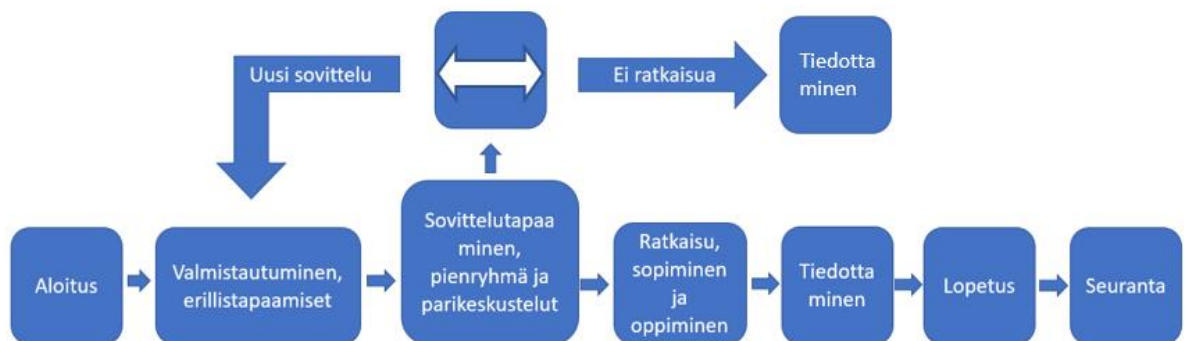 Uusi sovittelu
Ei ratkaisua
Tiedotta
minen
Aloitus
Valmistautuminen,
erillistapaamiset
Sovittelutapaa
minen,
pienryhmä ja
parikeskustelut
Ratkaisu,
sopiminen
ja
oppiminen
Tiedotta
minen
Lopetus
Seuranta